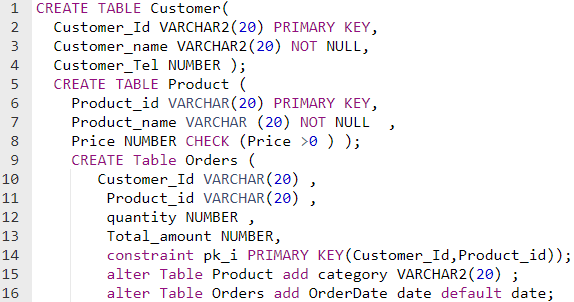 1 CREATE TABLE Customer(
2 Customer_Id VARCHAR2(20) PRIMARY KEY,
3 Customer_name VARCHAR2(20) NOT NULL,
4 Customer_Tel NUMBER );
5 CREATE TABLE Product (
6 Product_id VARCHAR(20) PRIMARY KEY,
7 Product_name VARCHAR (20) NOT NULL  ,
8 Price NUMBER CHECK (Price >0 ) );
9 CREATE Table Orders (
10 Customer_Id VARCHAR(20) ,
11 Product_id VARCHAR(20) ,
12 quantity NUMBER ,
13 Total_amount NUMBER,
14 constraint pk_i PRIMARY KEY(Customer_Id,Product_id));
15 alter Table Product add category VARCHAR2(20) ;
16 alter Table Orders add OrderDate date default date;